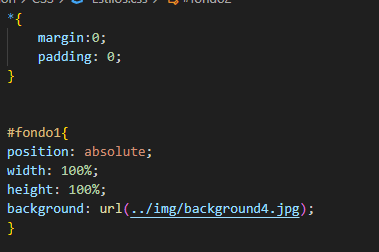 CSS > Estilos.css > #fondo2
*{
margin:0;
padding: 0;
}
#fondo1{
position: absolute;
width: 100%;
height: 100%;
background: url(../img/background4.jpg);
}